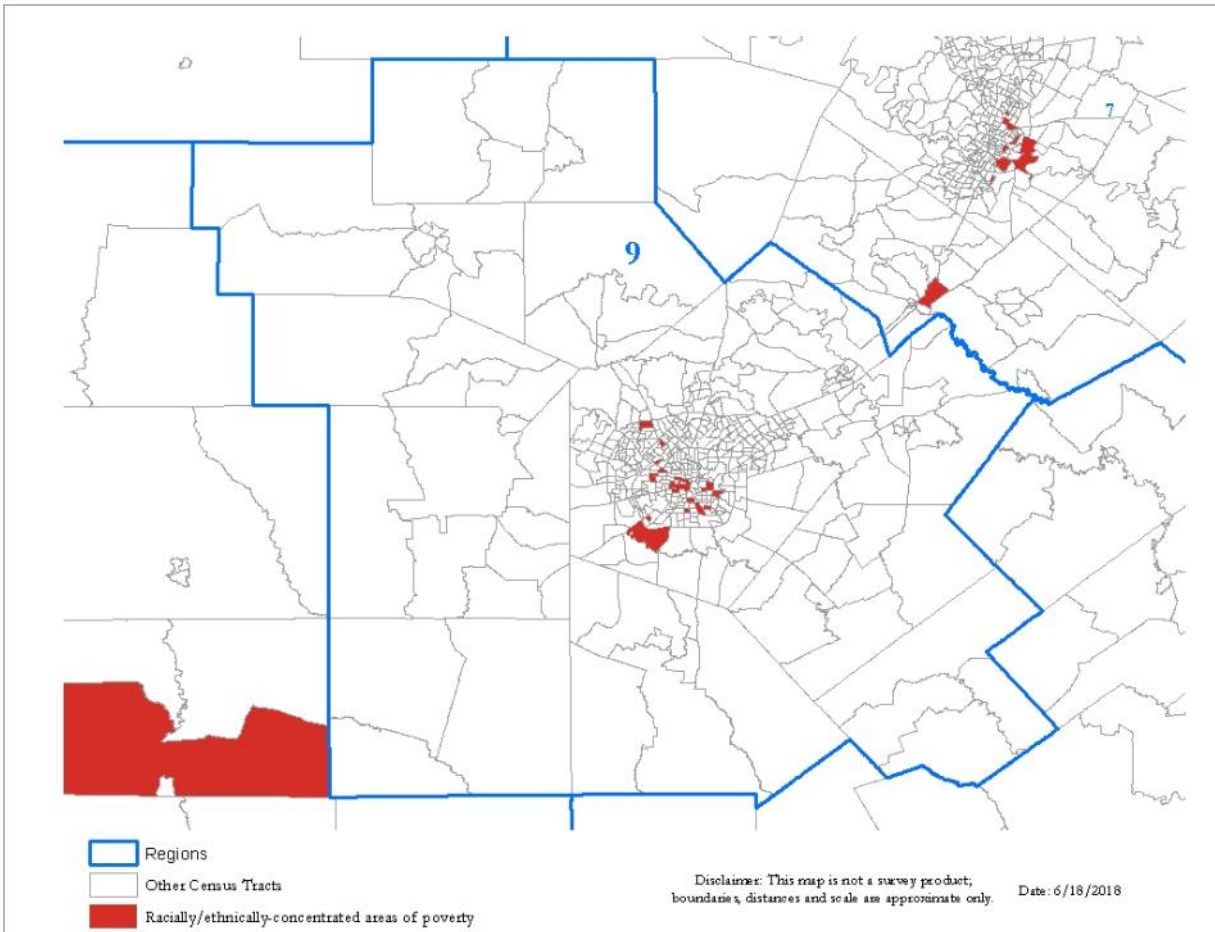 7
9
Regions
Other Census Tracts
Racially/ethnically-concentrated areas of poverty
Disclaimer: This map is not a survey product;
boundaries, distances and scale are approximate only.
Date: 6/18/2018